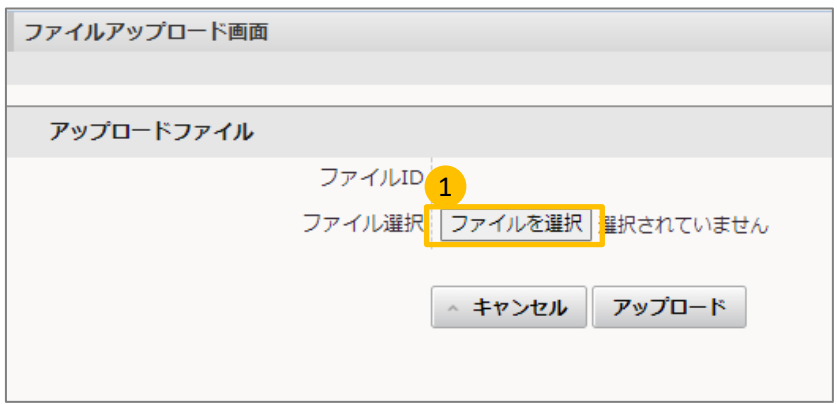 ファイルアップロード画面
アップロードファイル
ファイルID
1
ファイル選択 ファイルを選択 選択されていません
キャンセル アップロード